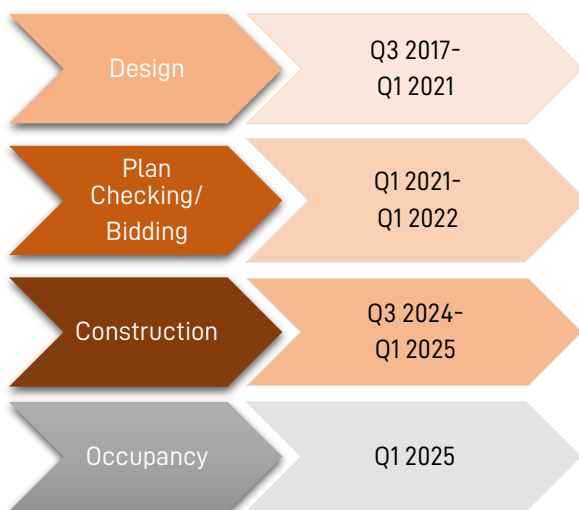 Design
Q3 2017-
Q1 2021
Plan
Checking/
Bidding
Q1 2021-
Q1 2022
Construction
Q3 2024-
Q1 2025
Occupancy
Q1 2025